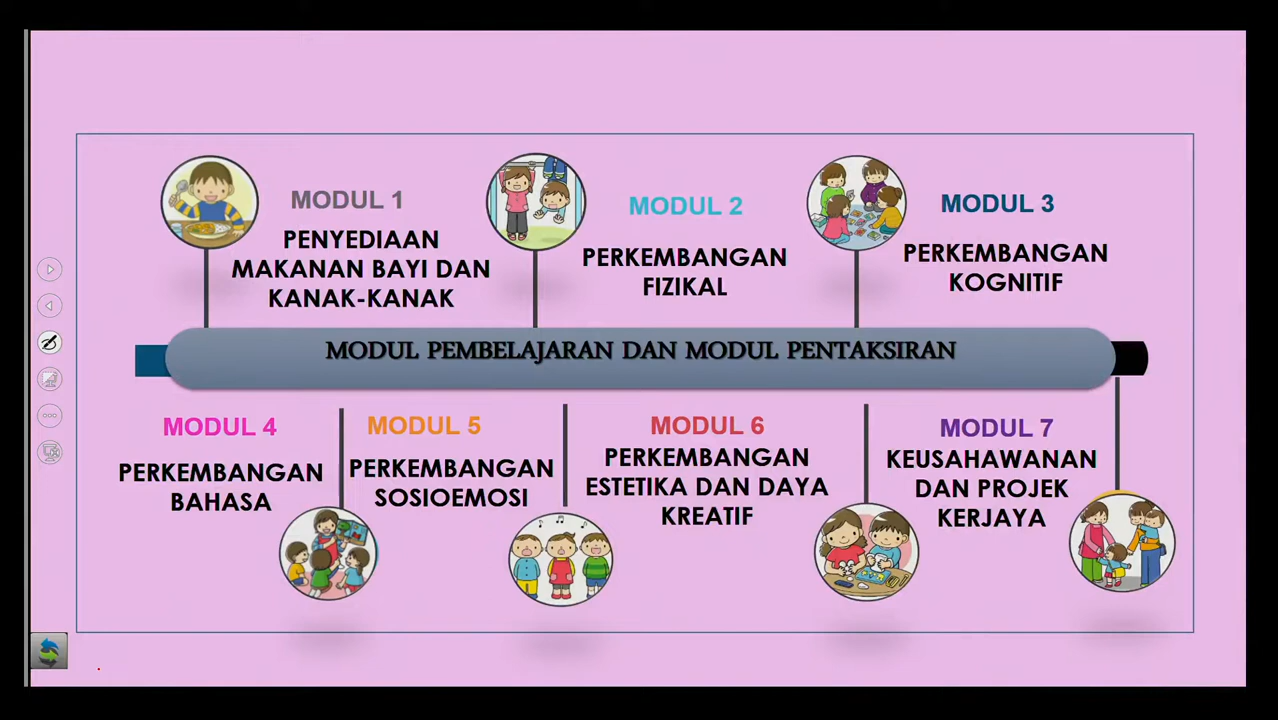 MODUL 1
PENYEDIAAN
MAKANAN BAYI DAN
KANAK-KANAK
MODUL 2
PERKEMBANGAN
FIZIKAL
MODUL 3
PERKEMBANGAN
KOGNITIF
MODUL PEMBELAJARAN DAN MODUL PENTAKSIRAN
MODUL 4
PERKEMBANGAN
BAHASA
MODUL 5
PERKEMBANGAN
SOSIOEMOSI
MODUL 6
PERKEMBANGAN
ESTETIKA DAN DAYA
KREATIF
MODUL 7
KEUSAHAWANAN
DAN PROJEK
KERJAYA